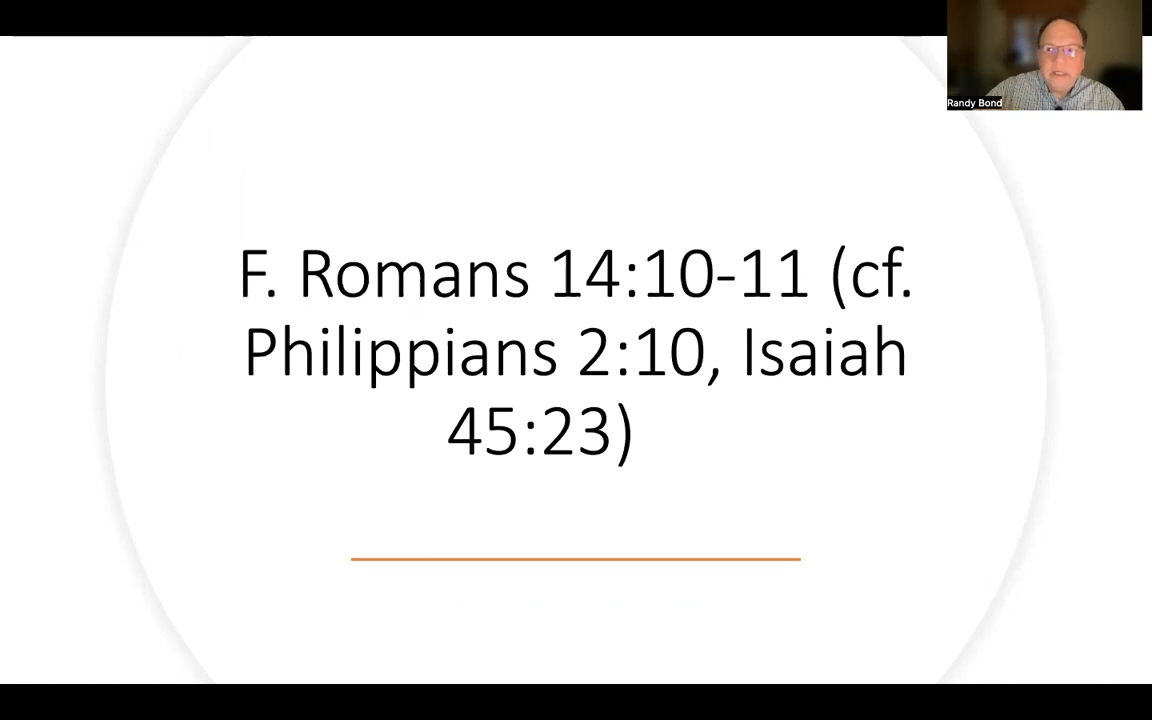 Randy Bond
F. Romans 14:10-11 (cf.
Philippians 2:10, Isaiah
45:23)